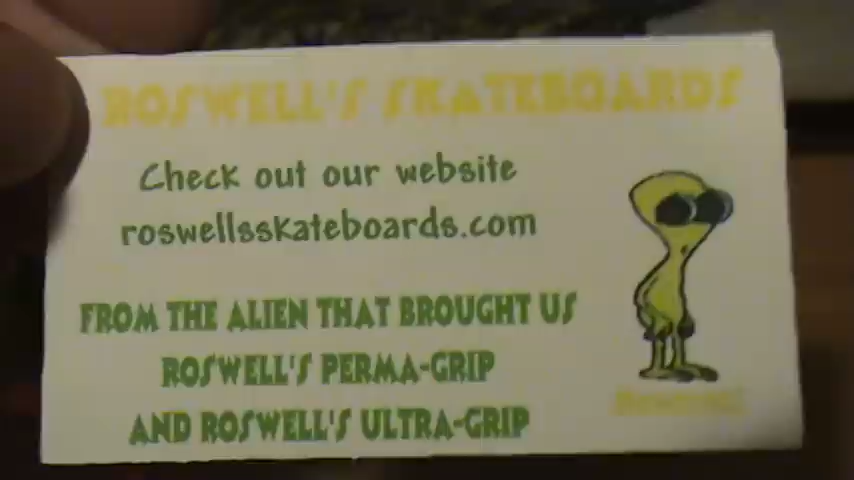 ROSWELL'S SKATEBOARDS
Check out our website
roswellsskateboards.com
FROM THE ALIEN THAT BROUGHT US
ROSWELL'S PERMA-GRIP
AND ROSWELL'S ULTRA-GRIP